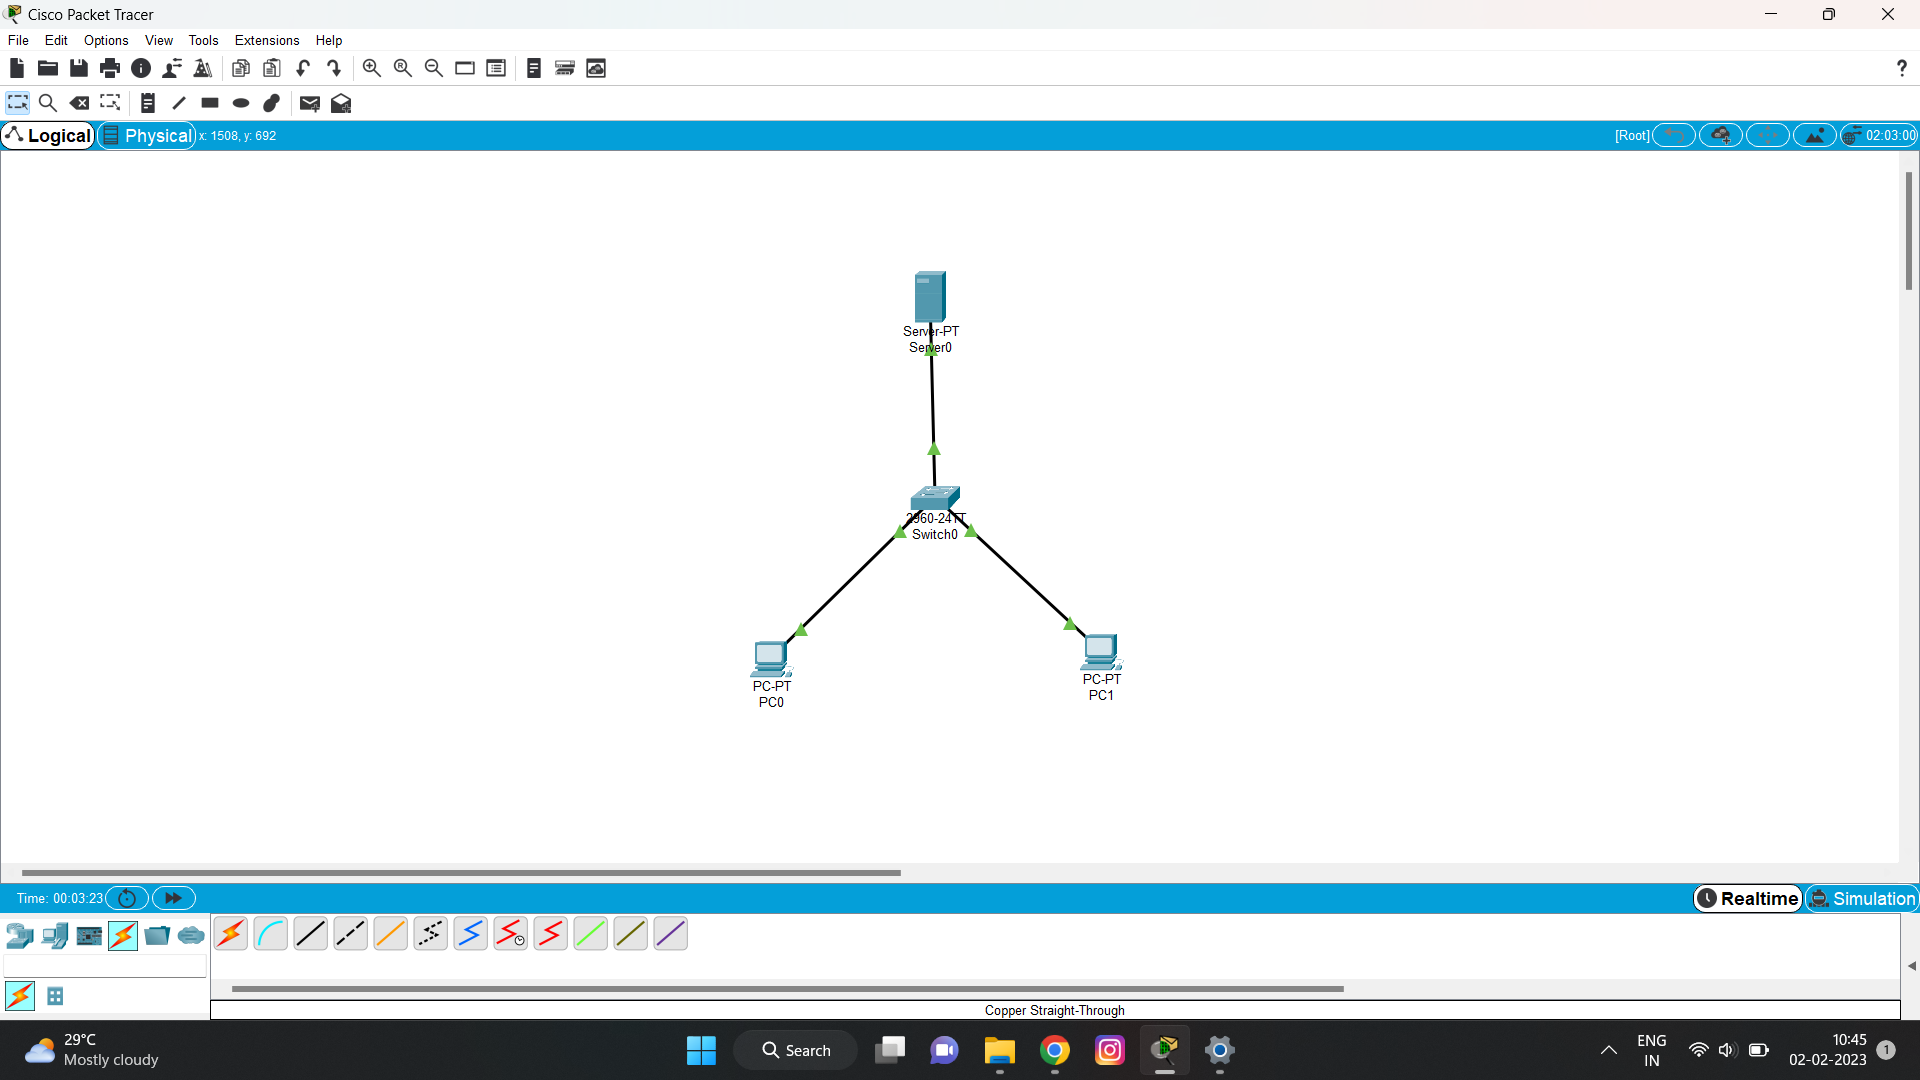 Cisco Packet Tracer
File Edit Options View Tools Extensions Help
Logical Physical x: 1508, y: 692 [Root] 02:03:00
Server-PT
Server0
2960-24TT
Switch0
PC-PT
PC0
PC-PT
PC1
Time: 00:03:23 Realtime Simulation
Copper Straight-Through
29°C
Mostly cloudy
Search
ENG
IN
10:45
02-02-2023
1